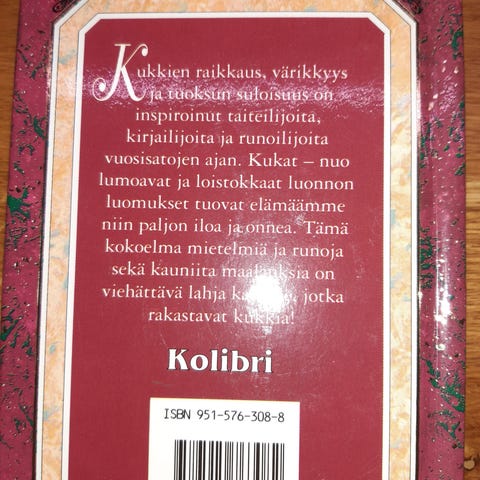 Kukkien raikkaus, värikkyys
ja tuoksun suloisuus on
inspiroinut taiteilijoita,
kirjailijoita ja runoilijoita
vuosisatojen ajan. Kukat – nuo
lumoavat ja loistokkaat luonnon
luomukset tuovat elämäämme
niin paljon iloa ja onnea. Tämä
kokoelma mietelmiä ja runoja
sekä kauniita maalauksia on
viehättävä lahja jotka
rakastavat kukkia!
Kolibri
ISBN 951-576-308-8